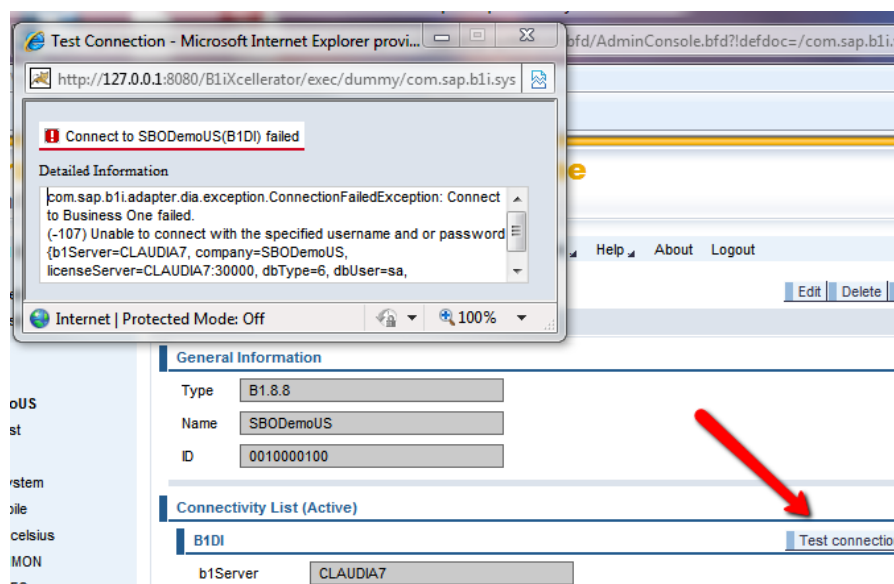 Test Connection - Microsoft Internet Explorer provi...
bfd/AdminConsole.bfd?!defdoc=/com.sap.b1i.
http://127.0.0.1:8080/B1iXcellerator/exec/dummy/com.sap.b1i.sys
Connect to SBODemoUS(B1DI) failed
Detailed Information
com.sap.b1i.adapter.dia.exception.ConnectionFailedException: Connect
to Business One failed.
(-107) Unable to connect with the specified username and or password
{b1Server=CLAUDIA7, company=SBODemoUS,
licenseServer=CLAUDIA7:30000, dbType=6, dbUser=sa,
Help About Logout
Edit Delete
Internet | Protected Mode: Off 100%
General Information
Type B1.8.8
oUS
Name SBODemoUS
st
ID 0010000100
ystem
Connectivity List (Active)
bile
celsius
B1DI Test connectio
MON
b1Server CLAUDIA7